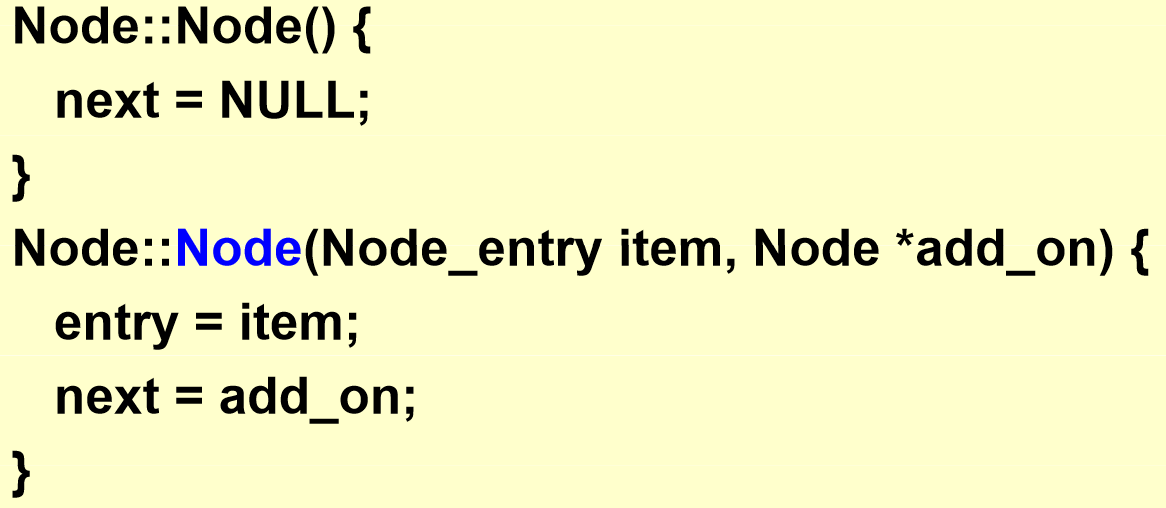 Node::Node() {
next = NULL;
}
Node::Node(Node_entry item, Node *add_on) {
entry = item;
next = add_on;
}